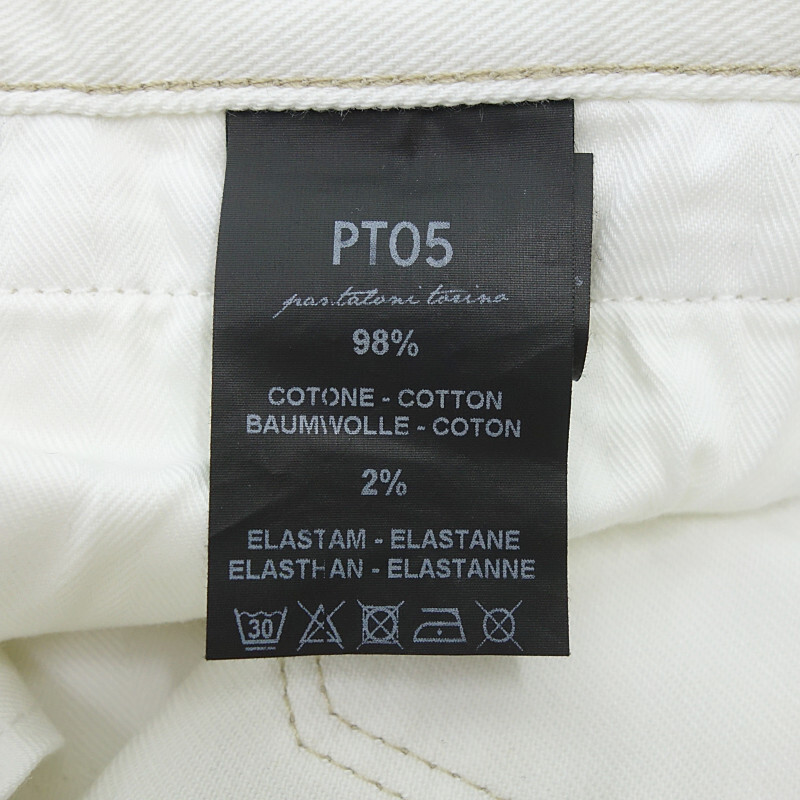 PT05
pantaloni torino
98%
COTONE - COTTON
BAUMWOLLE - COTON
2%
ELASTAM - ELASTANE
ELASTHAN - ELASTANNE
30